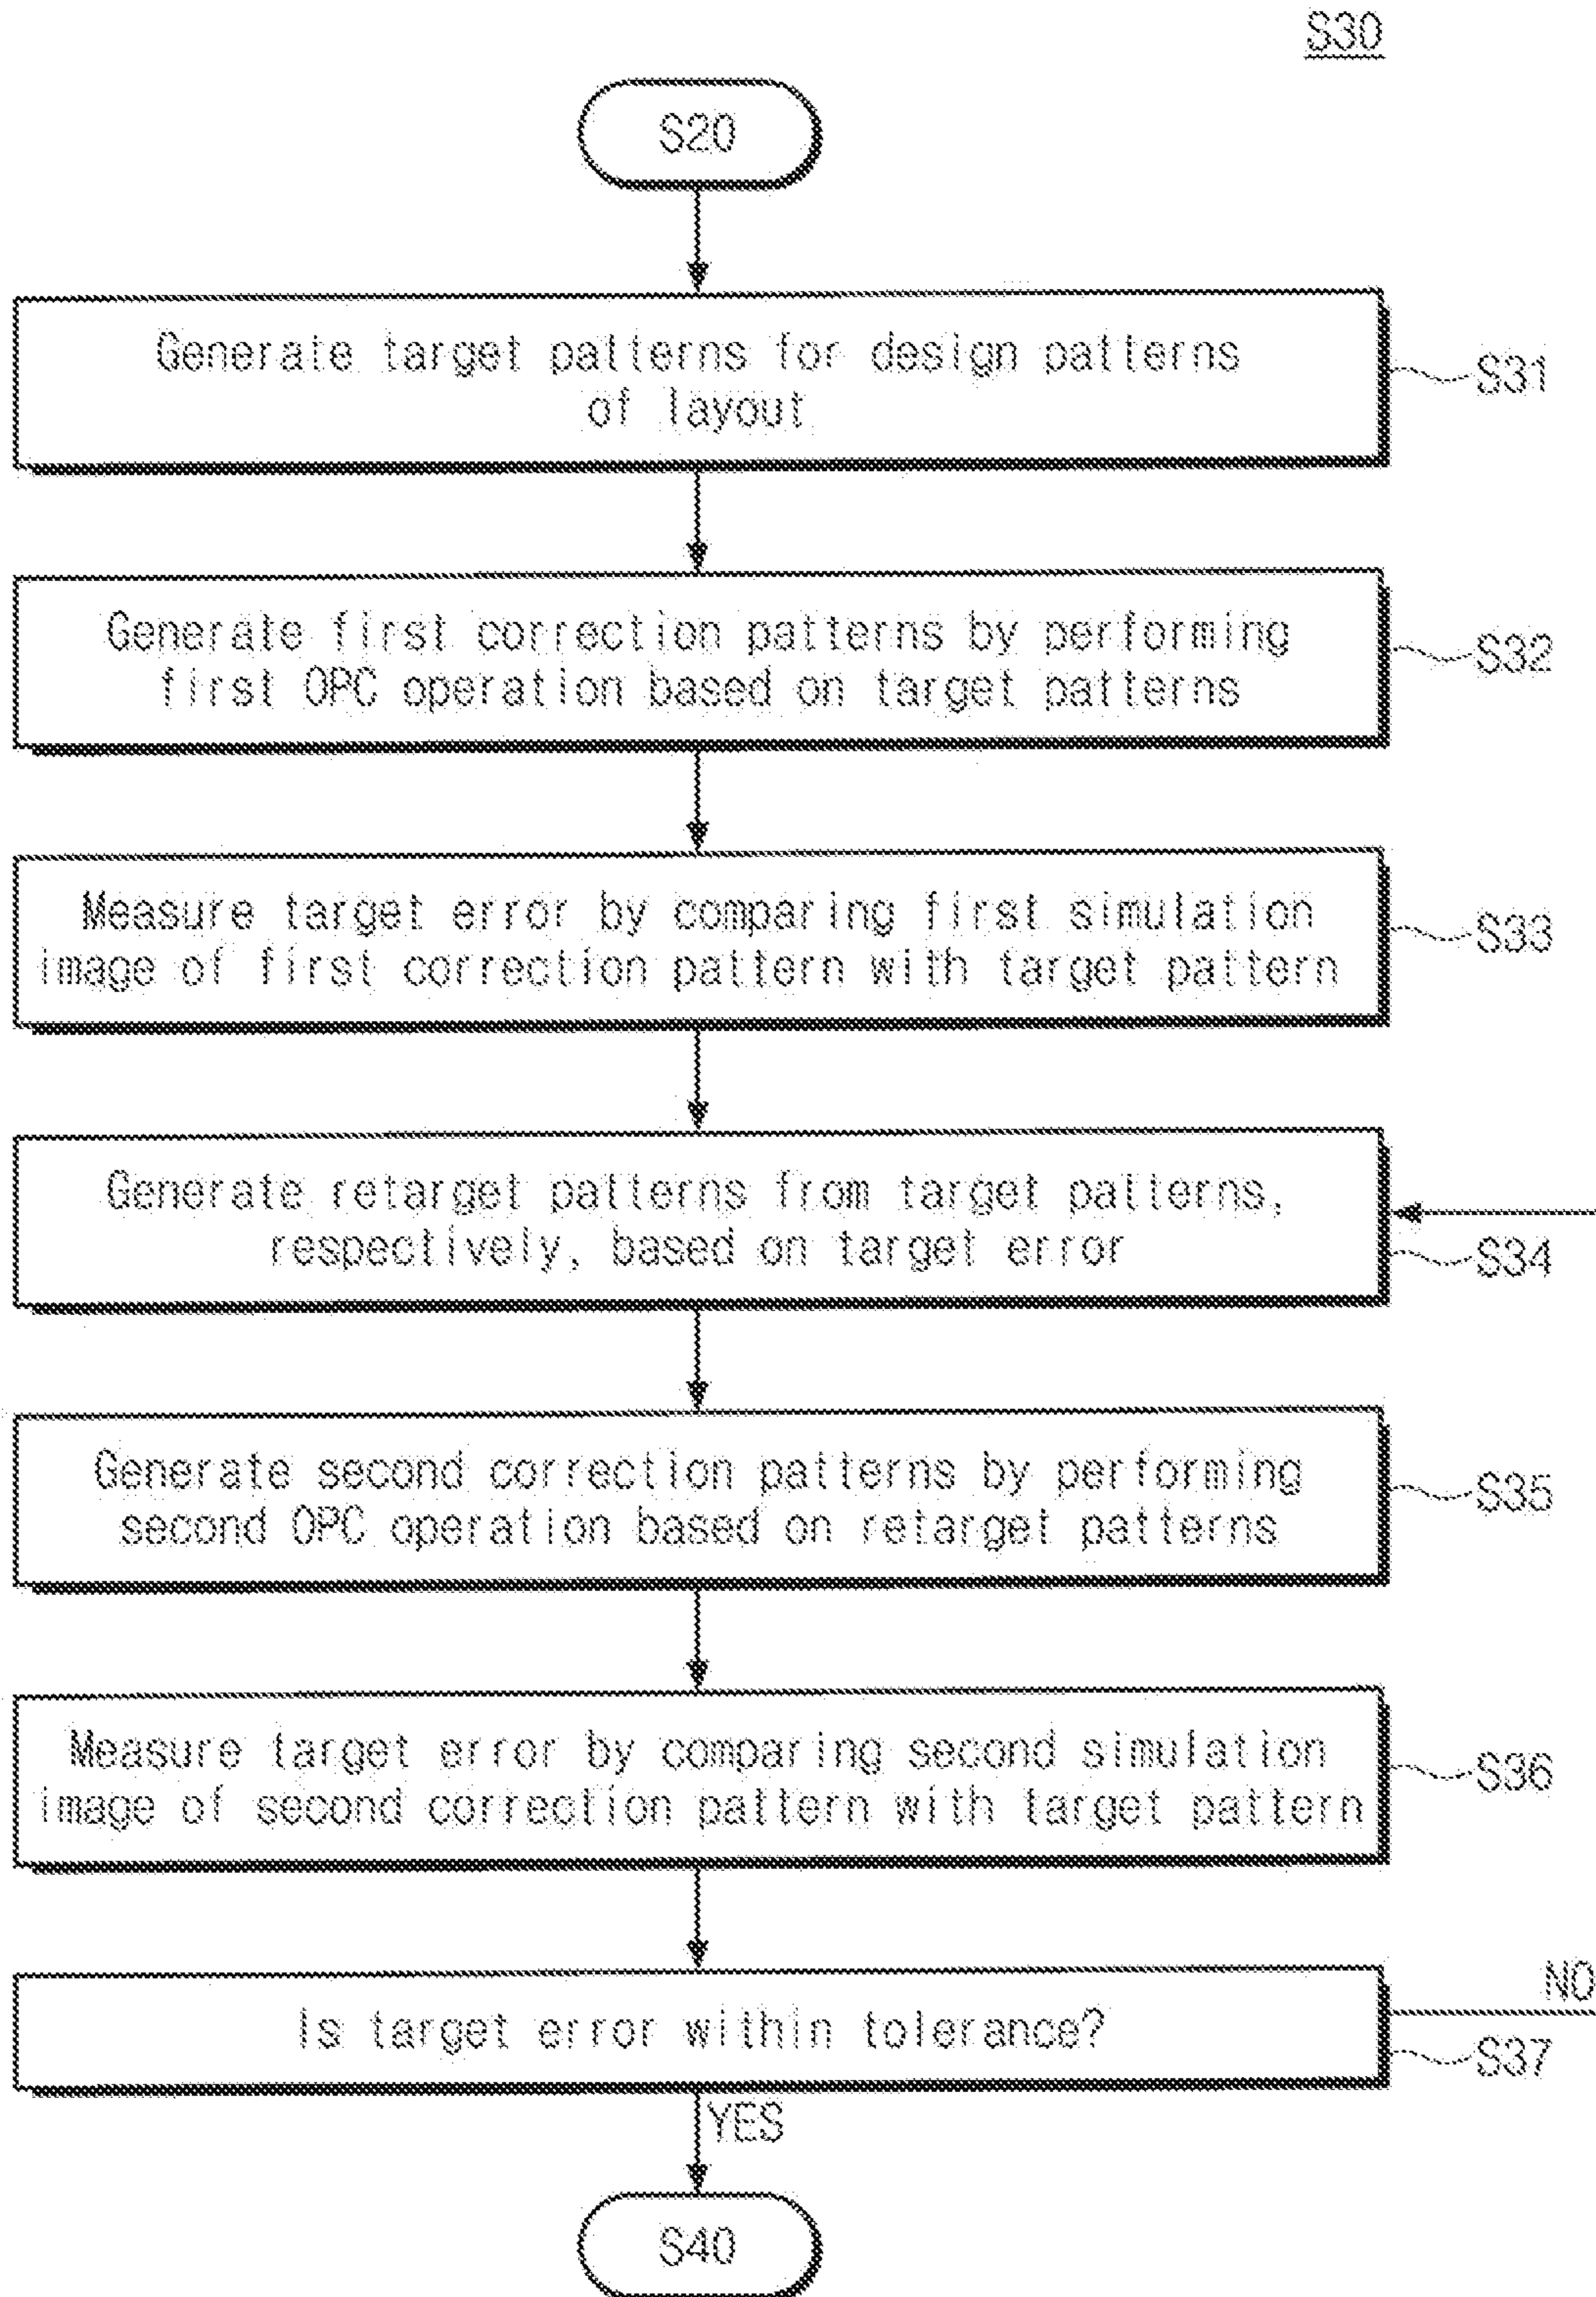 S30
S20
Generate target patterns for design patterns
of layout
S31
Generate first correction patterns by performing
first OPC operation based on target patterns
S32
Measure target error by comparing first simulation
image of first correction pattern with target pattern
S33
Generate retarget patterns from target patterns,
respectively, based on target error
S34
Generate second correction patterns by performing
second OPC operation based on retarget patterns
S35
Measure target error by comparing second simulation
image of second correction pattern with target pattern
S36
Is target error within tolerance?
NO
S37
YES
S40